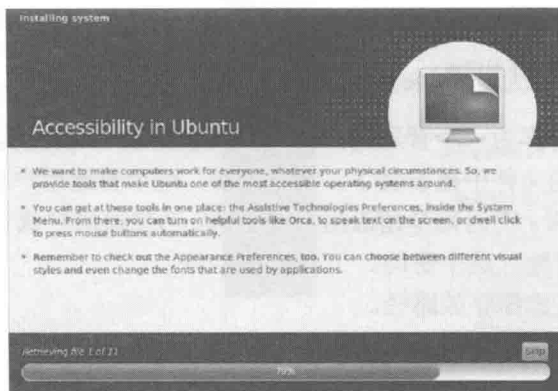 Installing system
Accessibility in Ubuntu
We want to make computers work for everyone, whatever your physical circumstances. So, we
provide tools that make Ubuntu one of the most accessible operating systems around.
You can get at these tools in one place: the Assistive Technologies Preferences, inside the System
Menu. From there, you can turn on helpful tools like Orca, to speak text on the screen, or dwell click
to press mouse buttons automatically.
Remember to check out the Appearance Preferences, too. You can choose between different visual
styles and even change the fonts that are used by applications.
Retrieving file 1 of 11
Skip